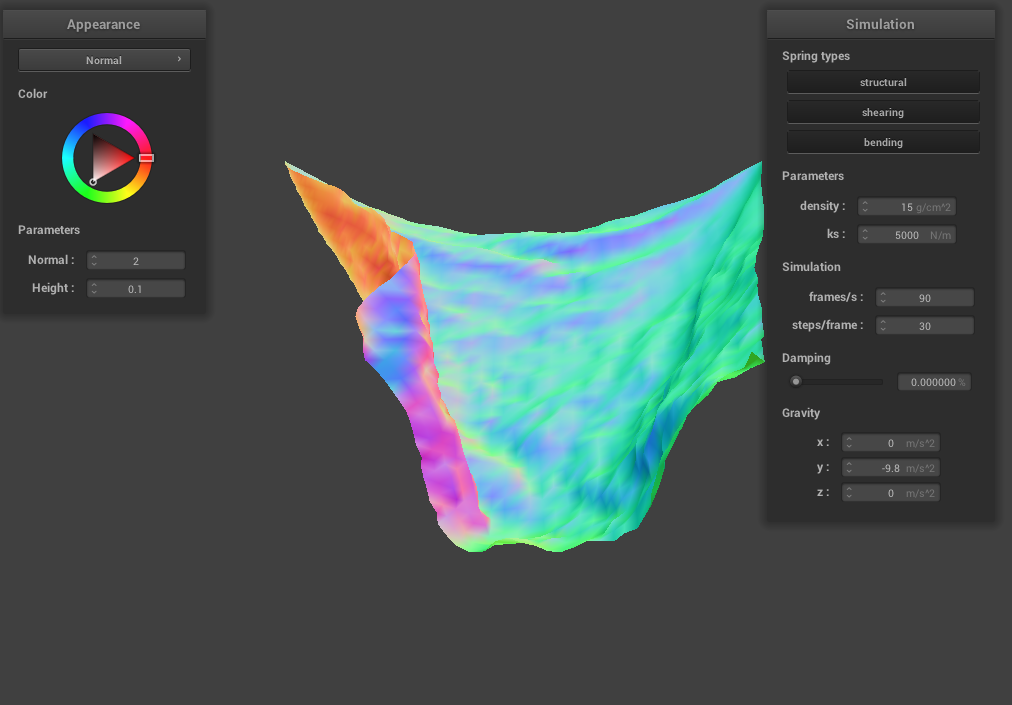 Appearance
Normal
Color
Parameters
Normal : 2
Height : 0.1
Simulation
Spring types
structural
shearing
bending
Parameters
density : 15 g/cm^2
ks : 5000 N/m
Simulation
frames/s : 90
steps/frame : 30
Damping
0.000000 %
Gravity
x : 0 m/s^2
y : -9.8 m/s^2
z : 0 m/s^2